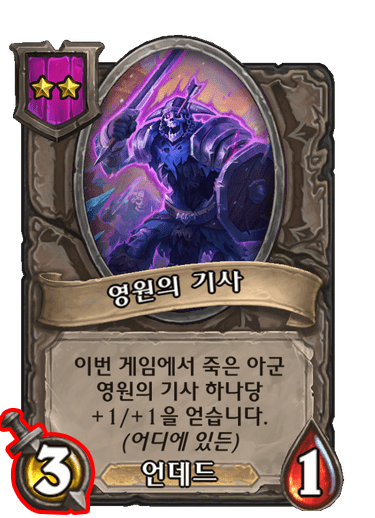 영원의 기사
이번 게임에서 죽은 아군
영원의 기사 하나당
+1/+1을 얻습니다.
(어디에 있든)
언데드
3
1